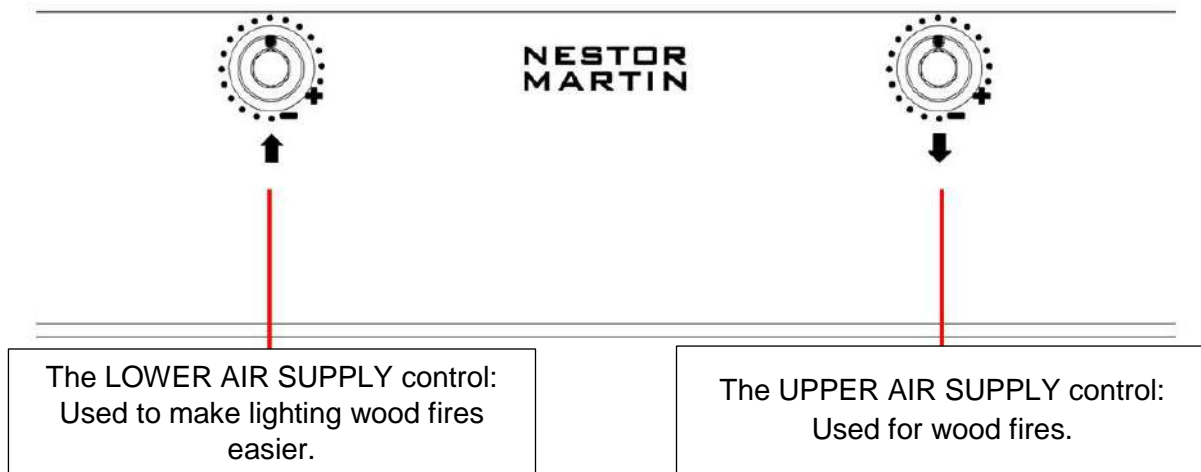 +
-
+
-
NESTOR
MARTIN
The LOWER AIR SUPPLY control:
Used to make lighting wood fires
easier.
The UPPER AIR SUPPLY control:
Used for wood fires.